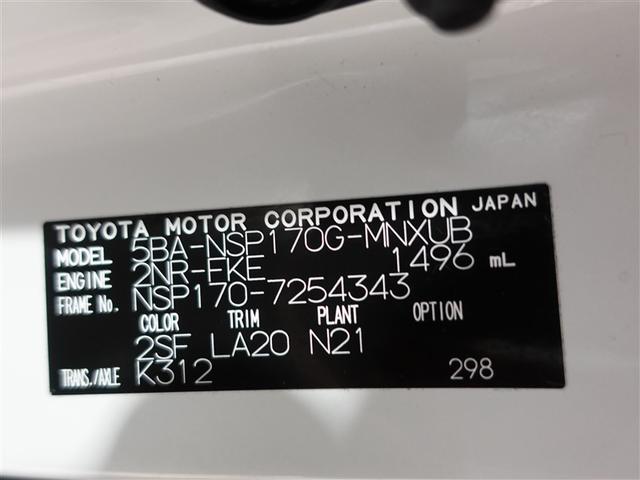 TOYOTA MOTOR CORPORATION JAPAN
MODEL 5BA-NSP170G-MNXUB
ENGINE 2NR-FKE 1496 mL
FRAME No. NSP170-7254343
COLOR TRIM PLANT OPTION
2SF LA20 N21
TRANS./AXLE K312 298